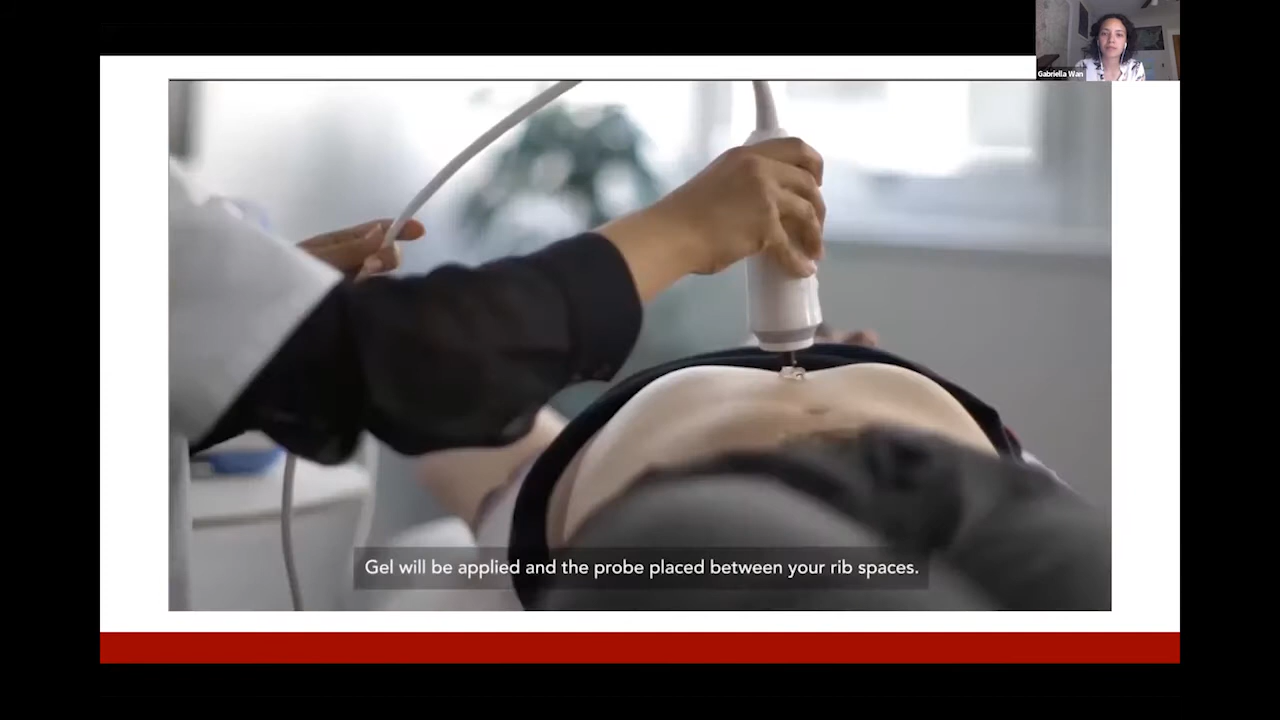 Gabriella Wan
Gel will be applied and the probe placed between your rib spaces.